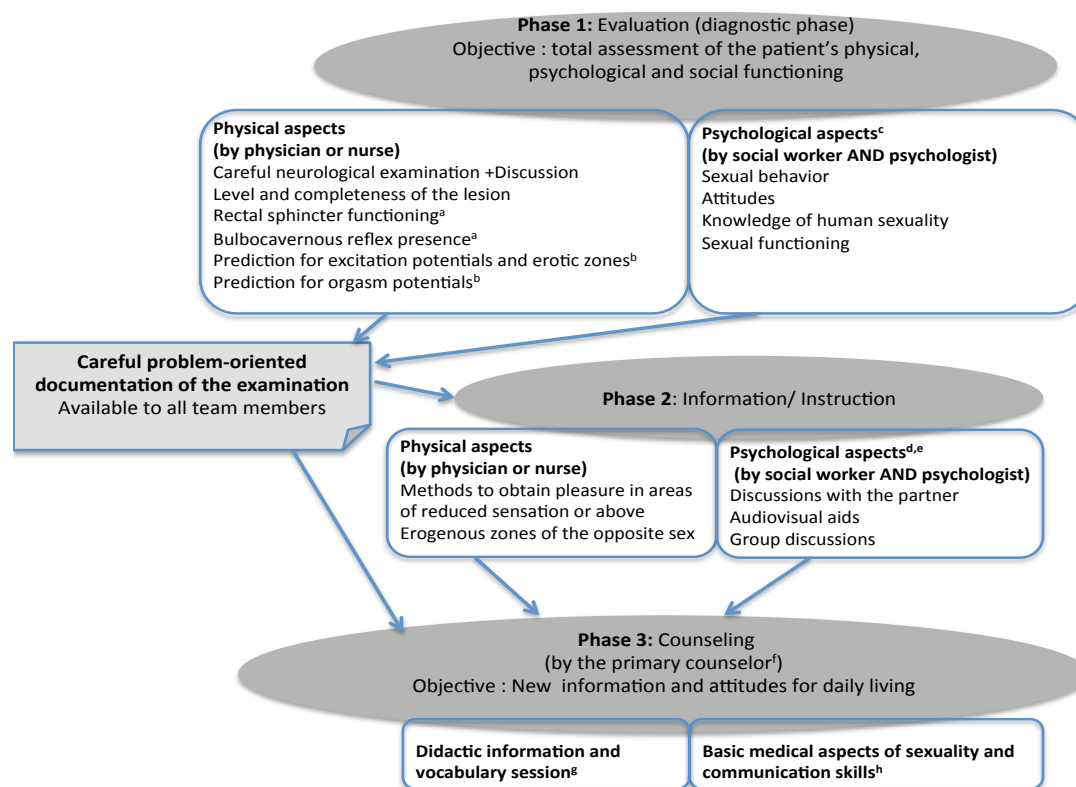 Phase 1: Evaluation (diagnostic phase)
Objective : total assessment of the patient's physical,
psychological and social functioning
Physical aspects
(by physician or nurse)
Careful neurological examination +Discussion
Level and completeness of the lesion
Rectal sphincter functioningᵃ
Bulbocavernous reflex presenceᵃ
Prediction for excitation potentials and erotic zonesᵇ
Prediction for orgasm potentialsᵇ
Psychological aspectsᶜ
(by social worker AND psychologist)
Sexual behavior
Attitudes
Knowledge of human sexuality
Sexual functioning
Careful problem-oriented
documentation of the examination
Available to all team members
Phase 2: Information/ Instruction
Physical aspects
(by physician or nurse)
Methods to obtain pleasure in areas
of reduced sensation or above
Erogenous zones of the opposite sex
Psychological aspectsᵈ,ᵉ
(by social worker AND psychologist)
Discussions with the partner
Audiovisual aids
Group discussions
Phase 3: Counseling
(by the primary counselorᶠ)
Objective : New information and attitudes for daily living
Didactic information and
vocabulary sessionᵍ
Basic medical aspects of sexuality and
communication skillsʰ